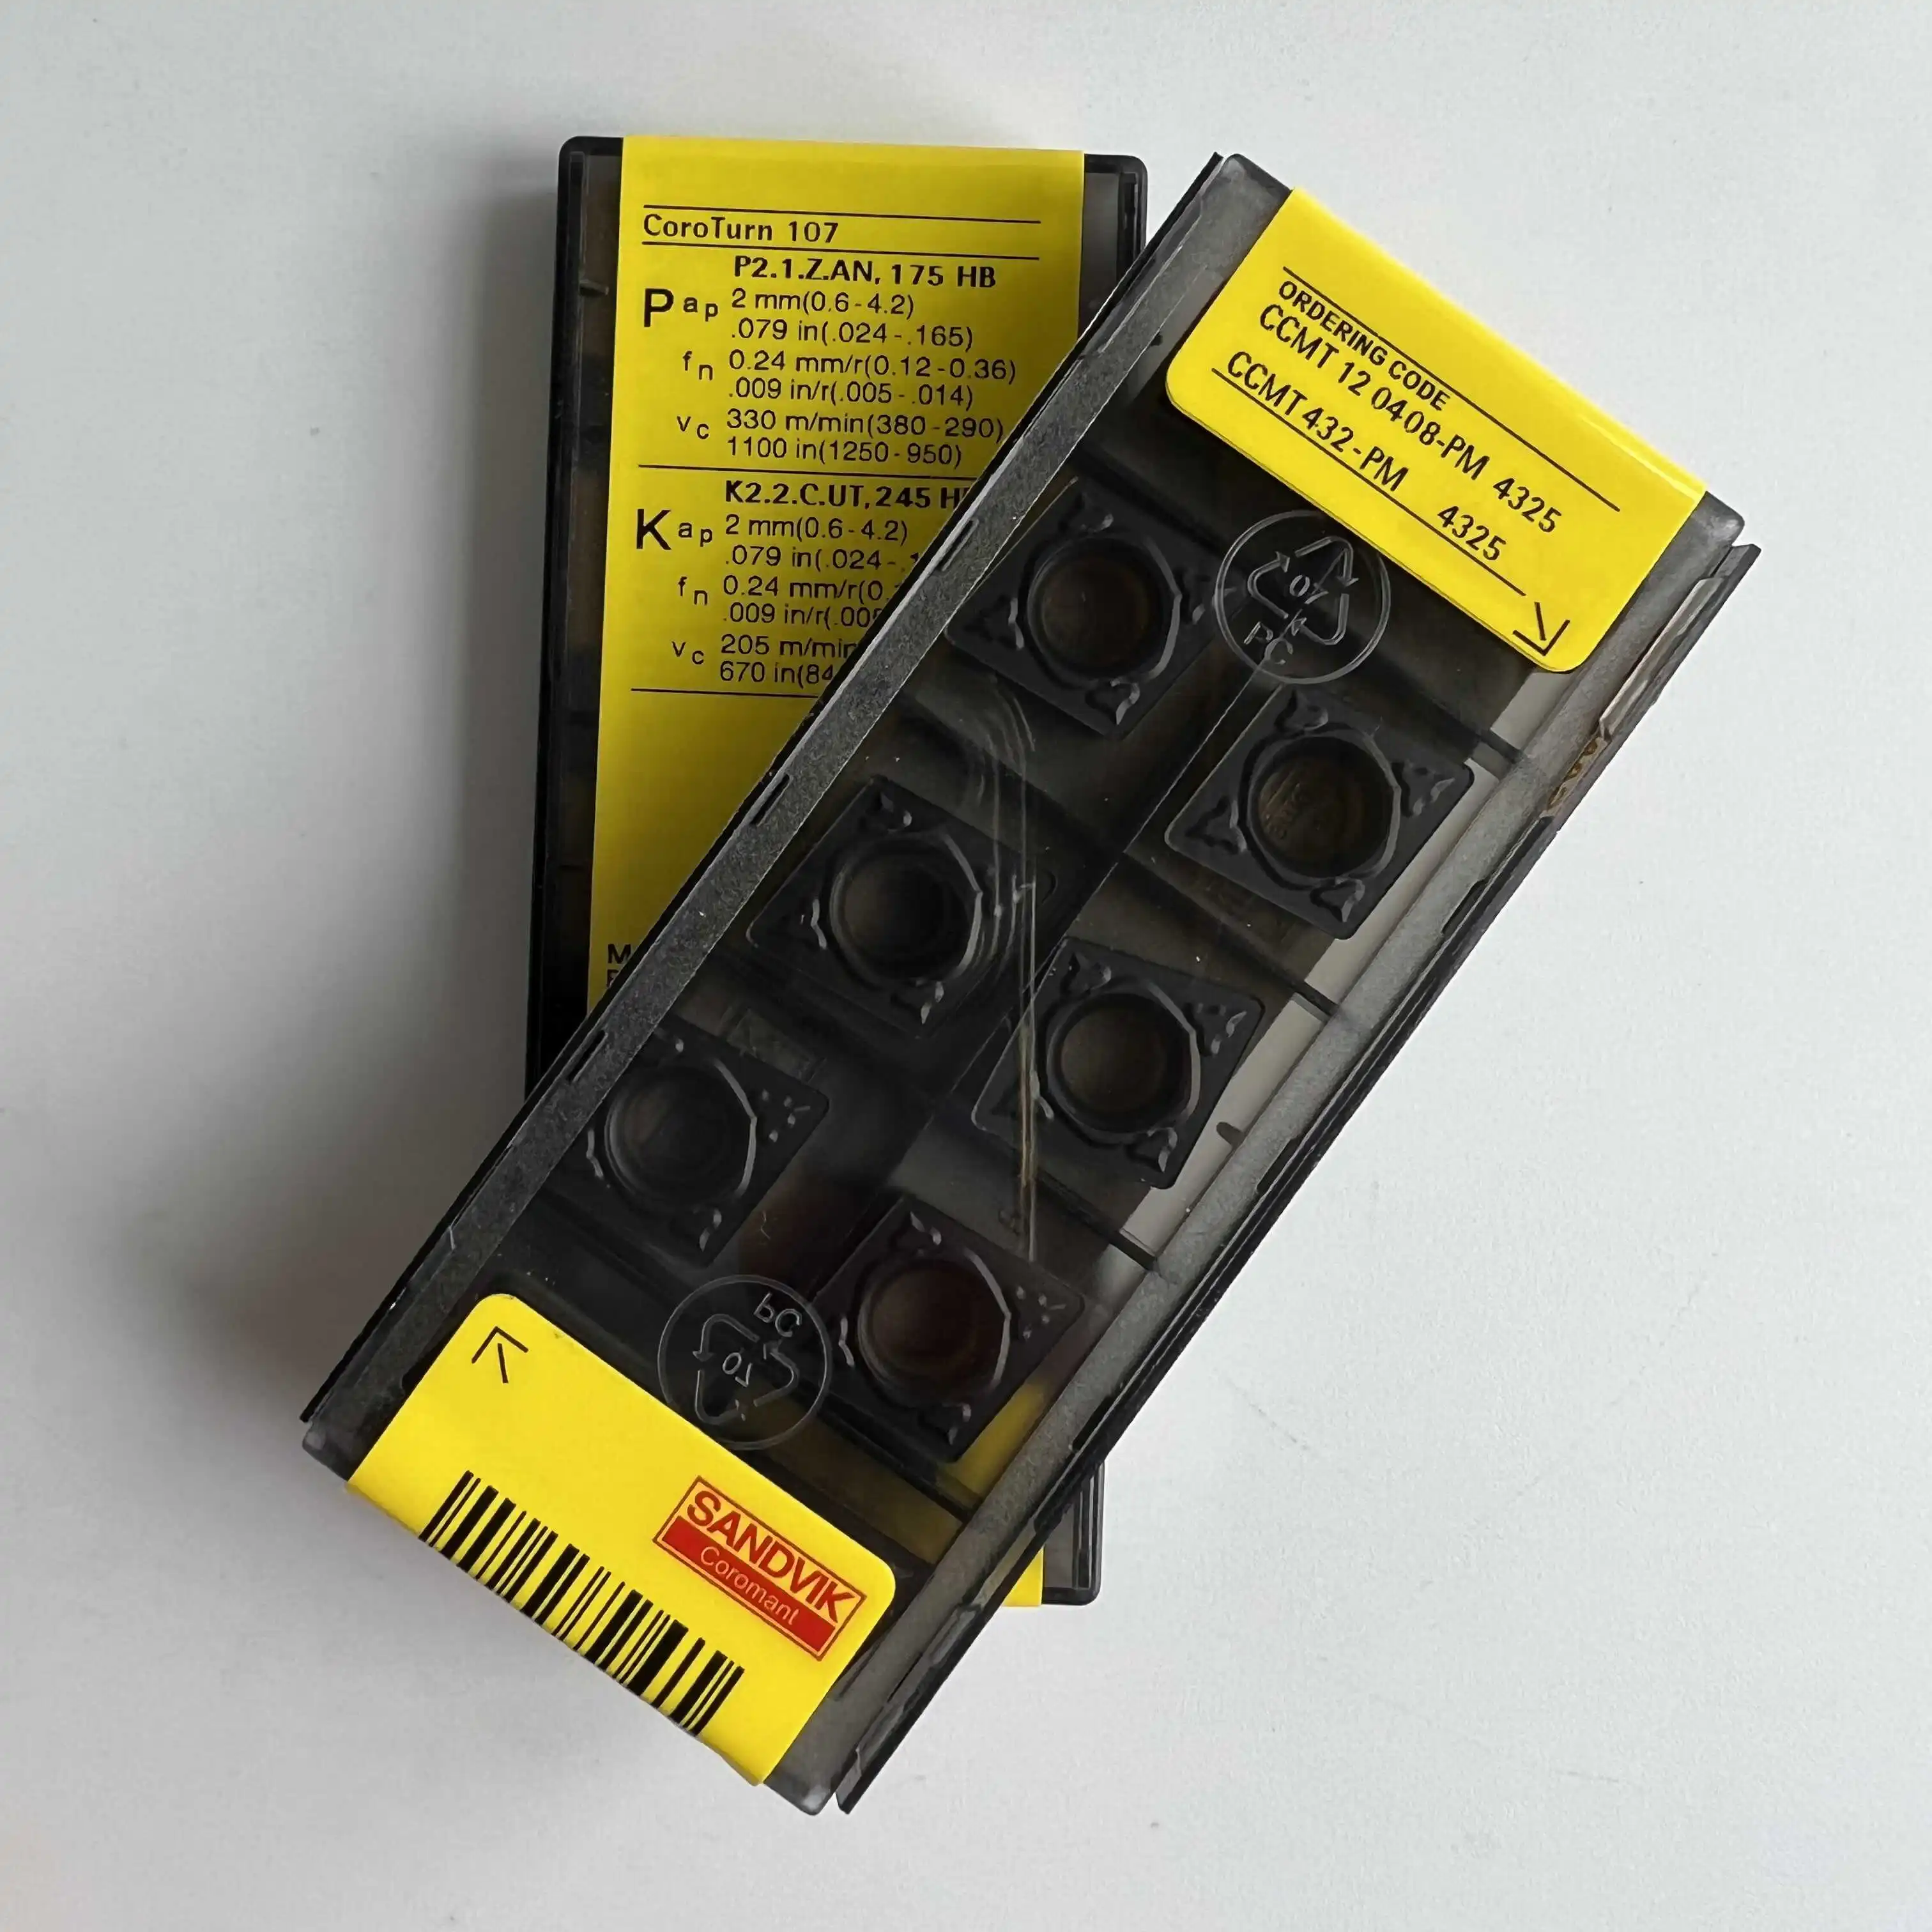 CoroTurn 107
P2.1.Z.AN, 175 HB
P ap 2 mm(0.6-4.2)
.079 in(.024-.165)
fn 0.24 mm/r(0.12-0.36)
.009 in/r(.005-.014)
vc 330 m/min(380-290)
1100 in(1250-950)
K2.2.C.UT, 245
K ap 2 mm(0.6-4.2)
.079 in(.024-
fn 0.24 mm/r(0.
.009 in/r(.005
vc 205 m/min
670 in(84
ORDERING CODE
CCMT 12 0408-PM 4325
CCMT 432-PM 4325
07
PC
PC
07
SANDVIK
Coromant